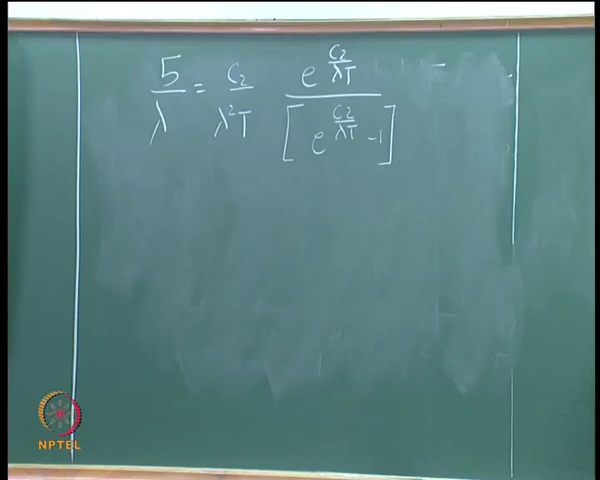 5/λ = C₂/λ²T · e^(C₂/λT) / [e^(C₂/λT) - 1]
NPTEL